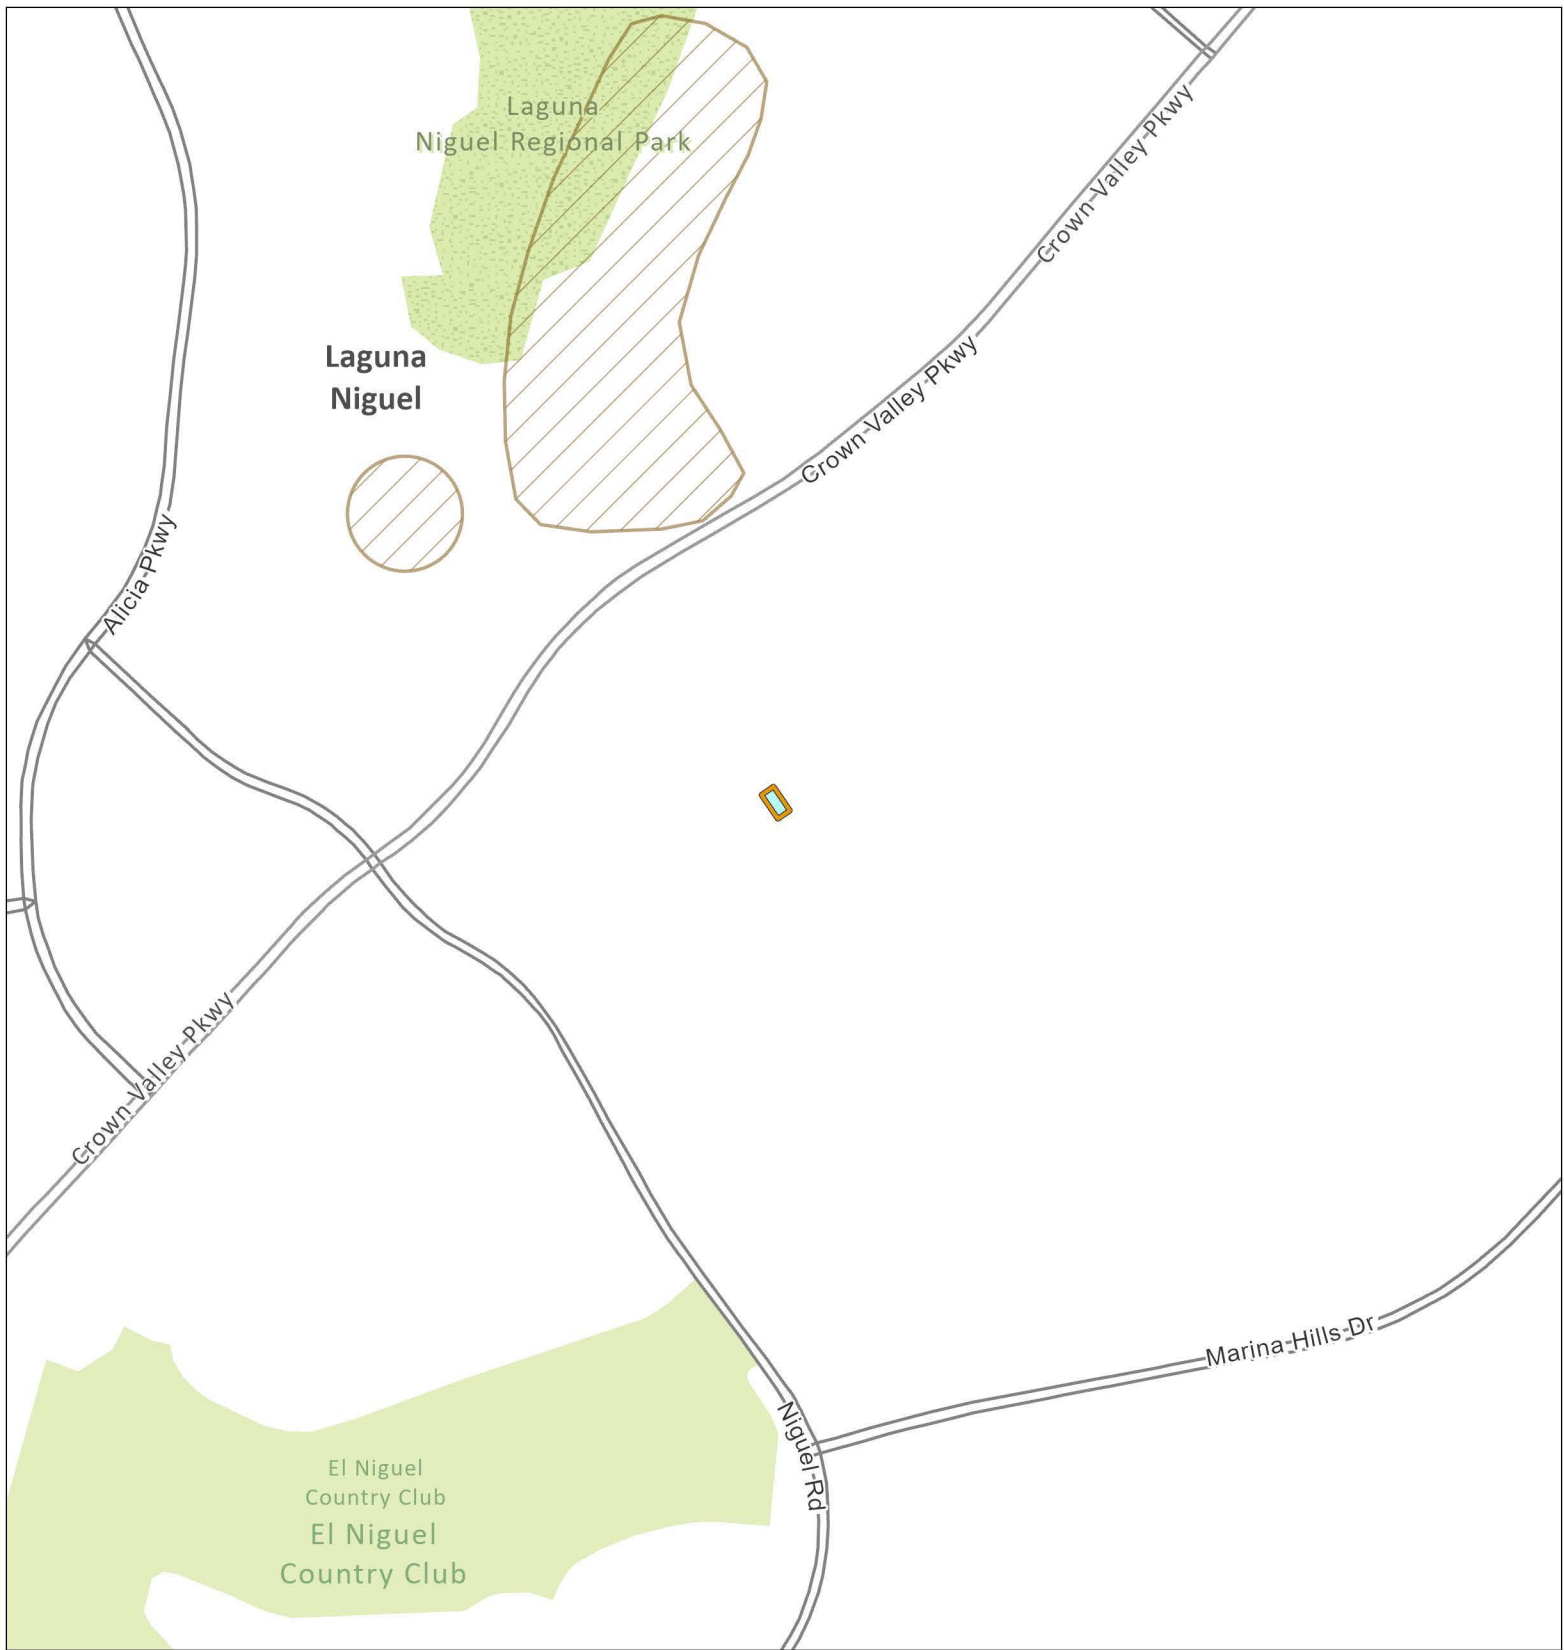 Laguna
Niguel Regional Park
Crown Valley Pkwy
Crown Valley Pkwy
Laguna
Niguel
Alicia Pkwy
Crown Valley Pkwy
Marina Hills Dr
Niguel Rd
El Niguel
Country Club
El Niguel
Country Club